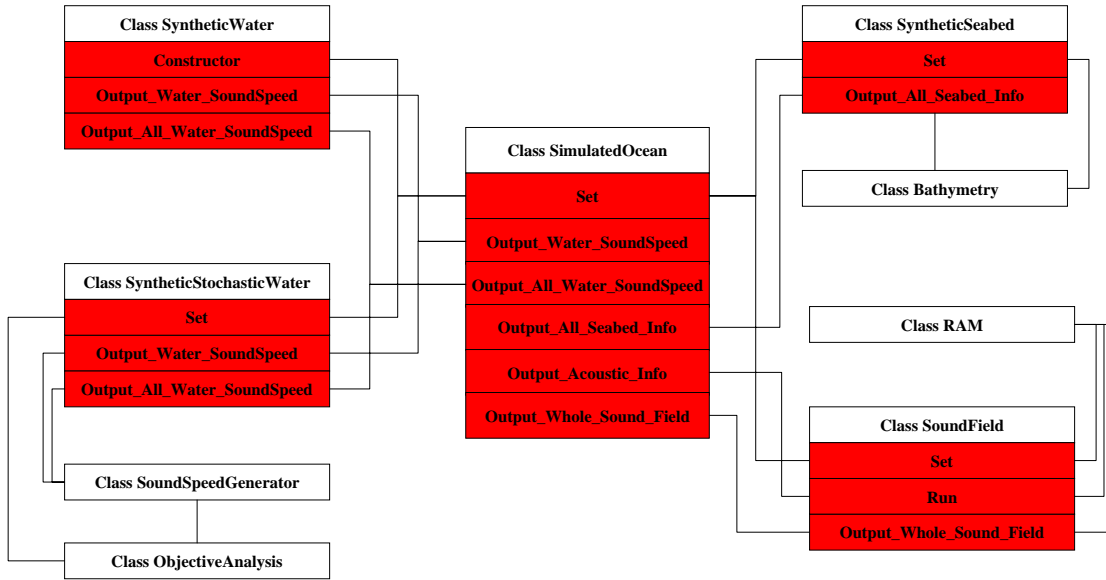 Class SyntheticWater
Constructor
Output_Water_SoundSpeed
Output_All_Water_SoundSpeed
Class SyntheticStochasticWater
Set
Output_Water_SoundSpeed
Output_All_Water_SoundSpeed
Class SoundSpeedGenerator
Class ObjectiveAnalysis
Class SimulatedOcean
Set
Output_Water_SoundSpeed
Output_All_Water_SoundSpeed
Output_All_Seabed_Info
Output_Acoustic_Info
Output_Whole_Sound_Field
Class SyntheticSeabed
Set
Output_All_Seabed_Info
Class Bathymetry
Class RAM
Class SoundField
Set
Run
Output_Whole_Sound_Field